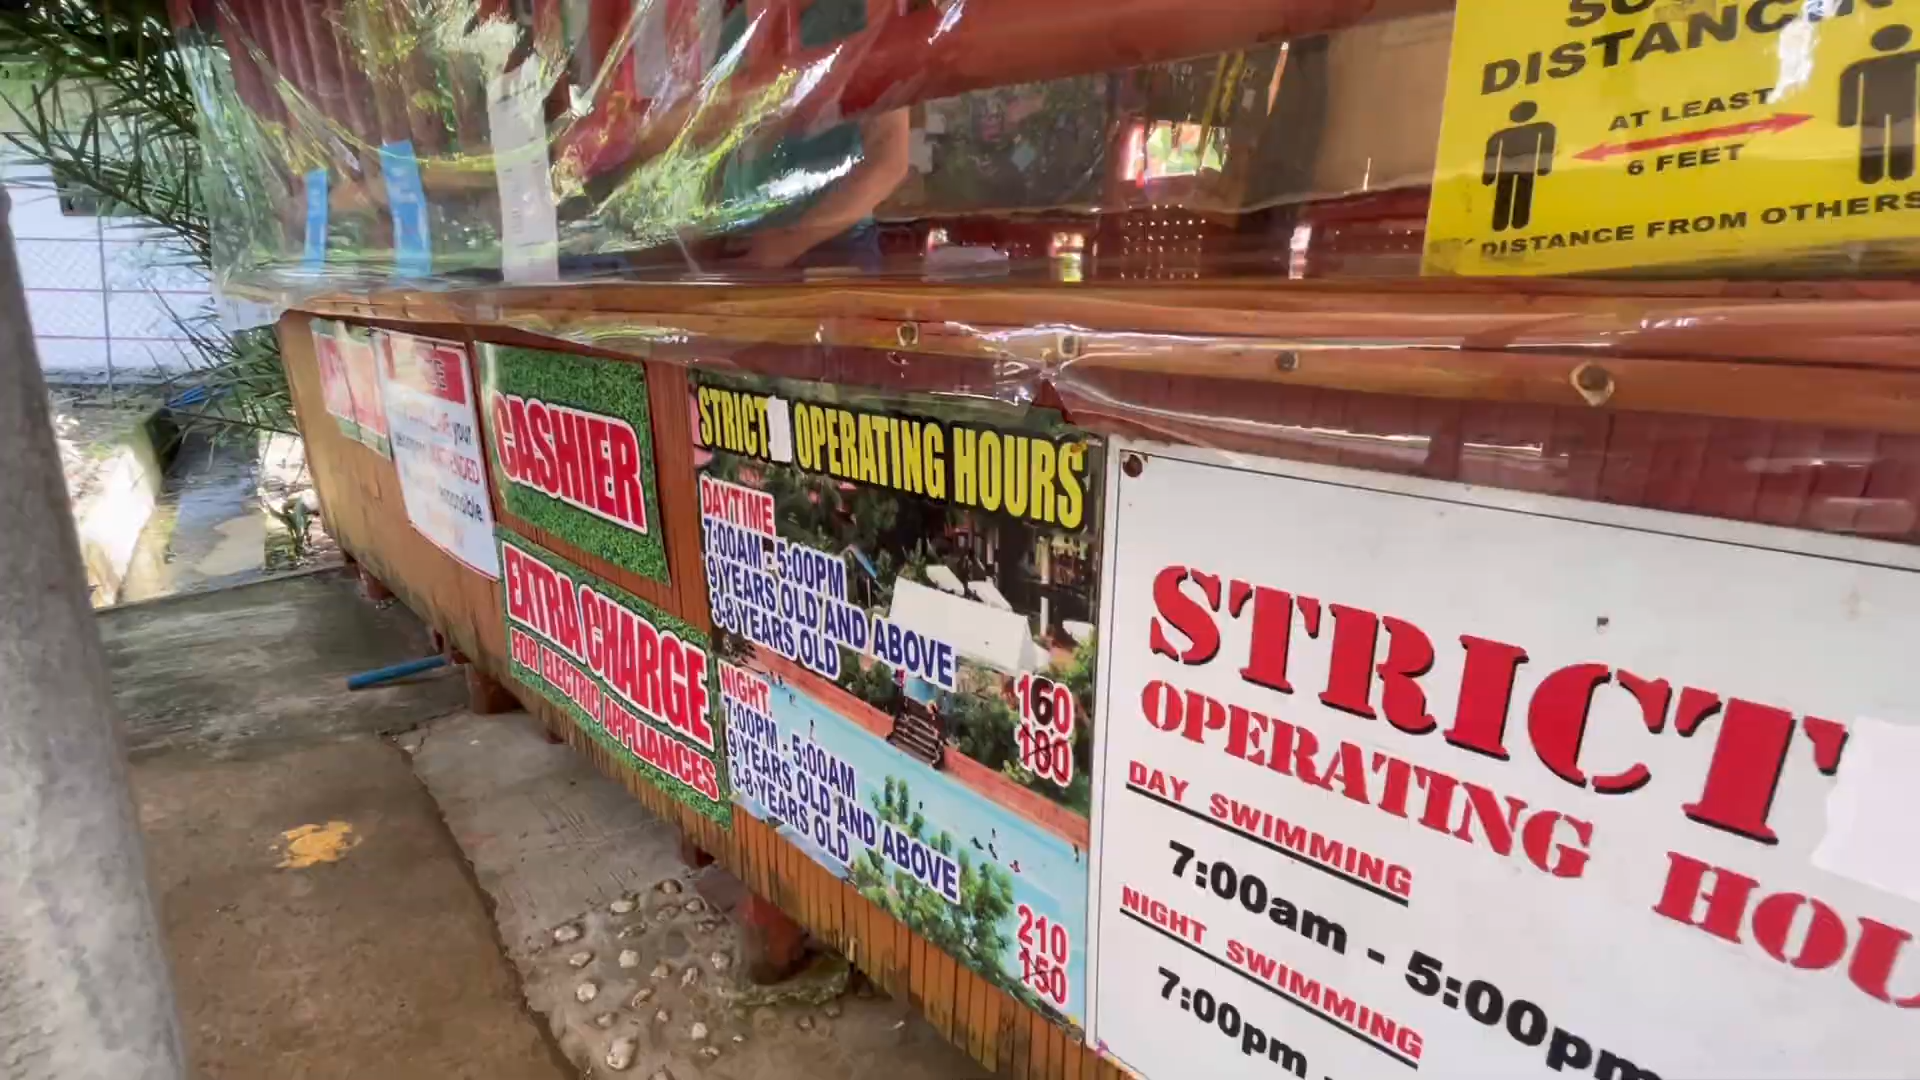 DISTANCIN
AT LEAST
6 FEET
DISTANCE FROM OTHERS
your
responsible.
CASHIER
EXTRA CHARGE
FOR ELECTRIC APPLIANCES
STRICT OPERATING HOURS
DAYTIME
7:00AM - 5:00PM
9 YEARS OLD AND ABOVE 160
3-8 YEARS OLD 100
NIGHT
7:00PM - 5:00AM
9 YEARS OLD AND ABOVE 210
3-8 YEARS OLD 150
STRICT
OPERATING HOU
DAY SWIMMING
7:00am - 5:00pm
NIGHT SWIMMING
7:00pm -